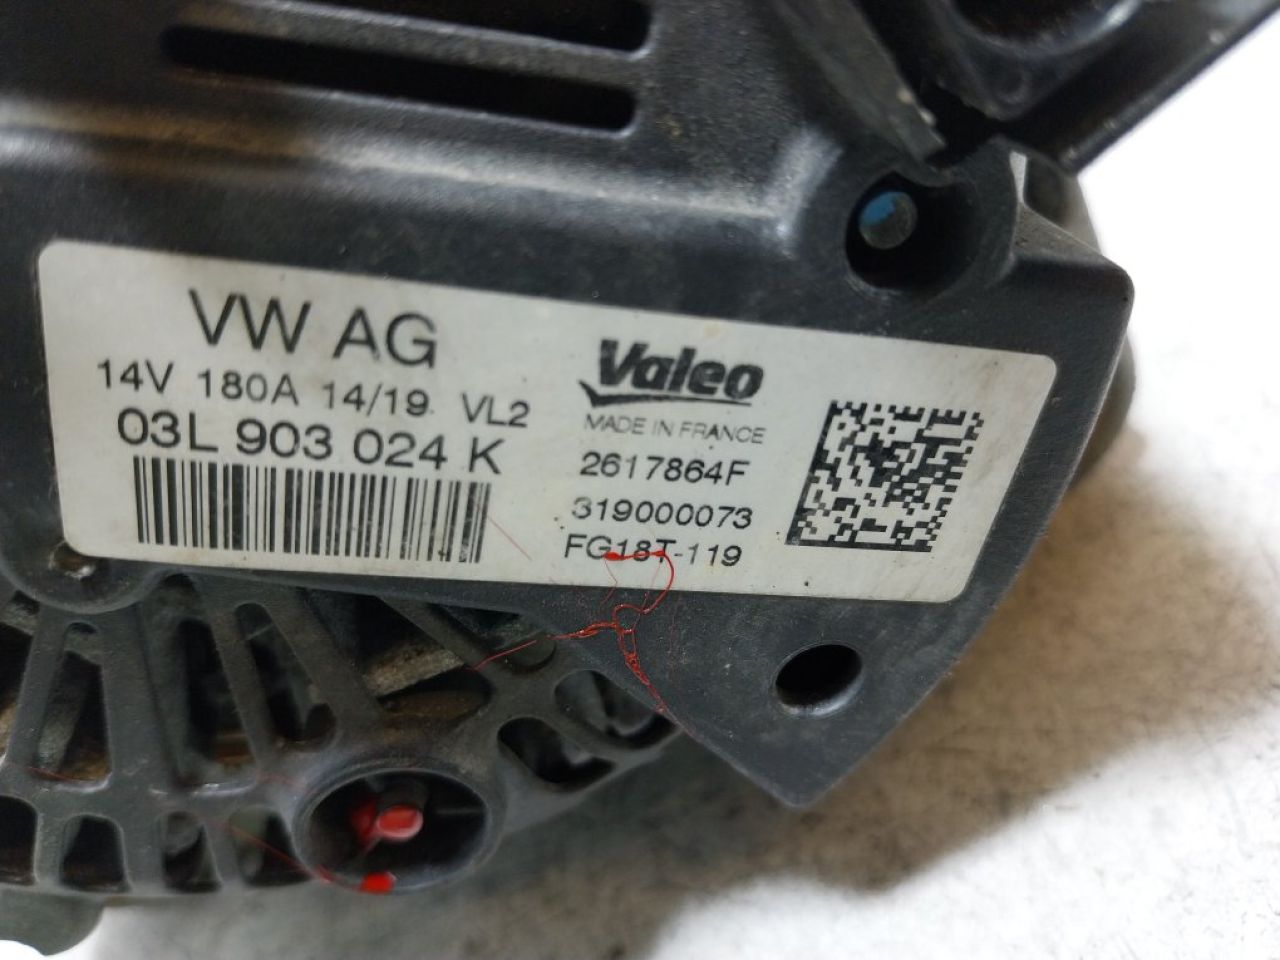 VW AG
14V 180A 14/19 VL2
03L 903 024 K
Valeo
MADE IN FRANCE
2617864F
319000073
FG18T-119